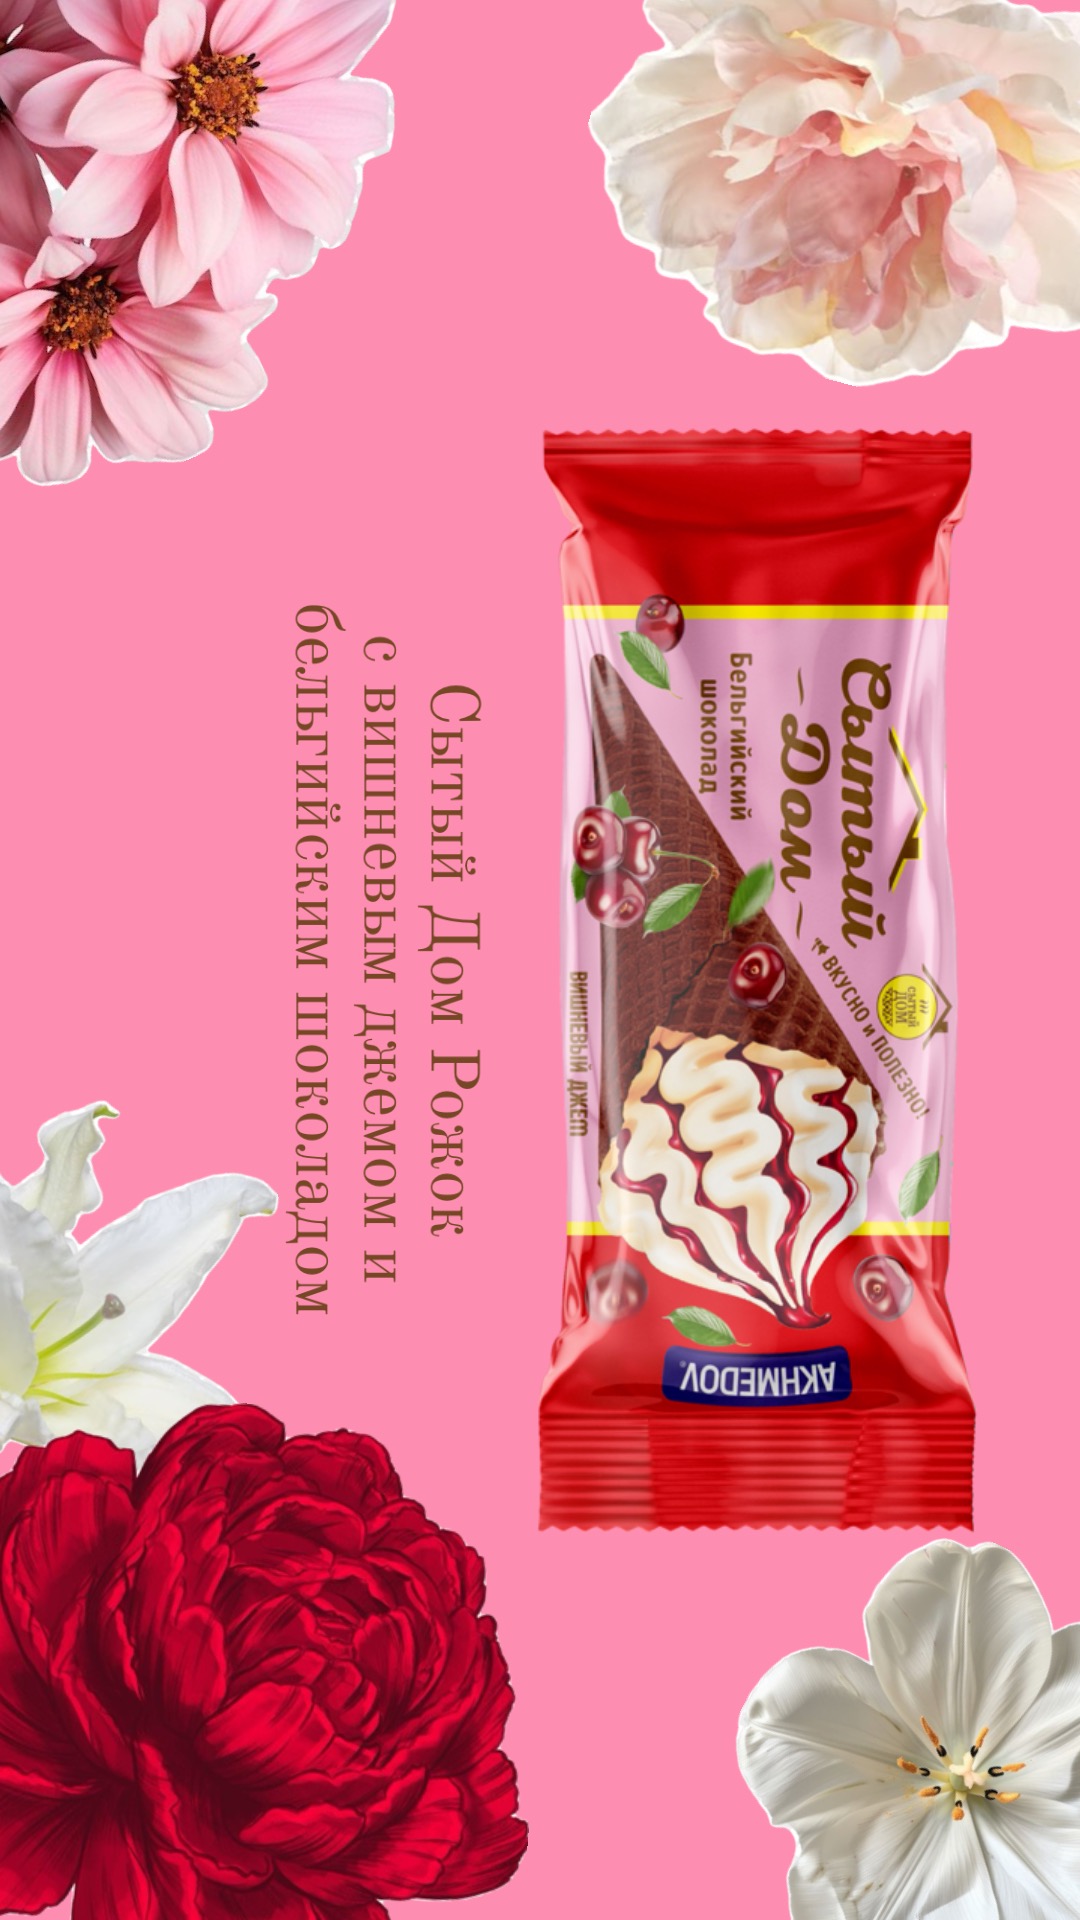 СЫТЫЙ
ДОМ
ВКУСНО и ПОЛЕЗНО!
Сытый
Дом
Бельгийский
шоколад
AKHMEDOV
ВИШНЕВЫЙ ДЖЕМ
Сытый Дом Рожок
с вишневым джемом и
бельгийским шоколадом